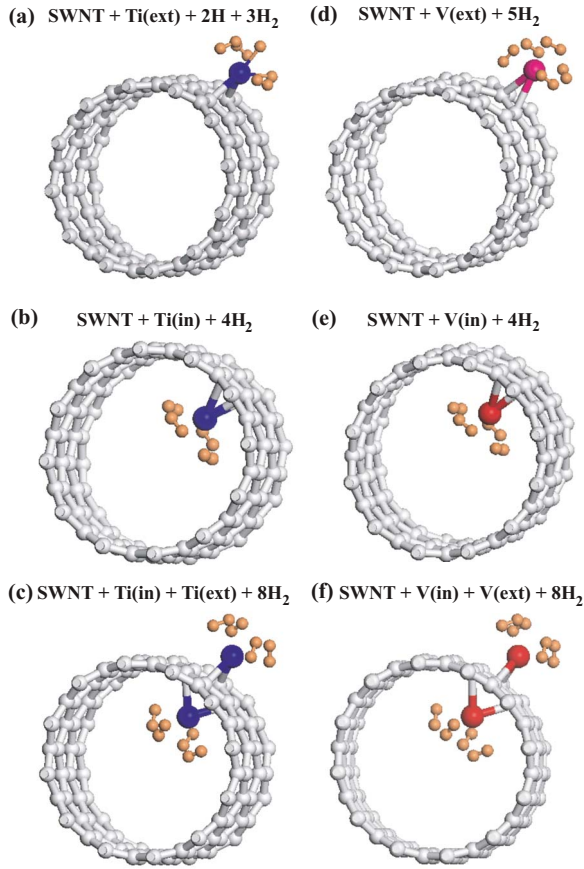 (a) SWNT + Ti(ext) + 2H + 3H₂
(d) SWNT + V(ext) + 5H₂
(b) SWNT + Ti(in) + 4H₂
(e) SWNT + V(in) + 4H₂
(c) SWNT + Ti(in) + Ti(ext) + 8H₂
(f) SWNT + V(in) + V(ext) + 8H₂